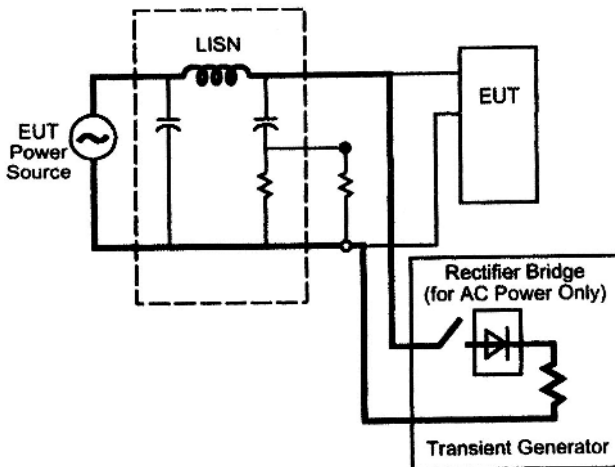 LISN
EUT
Power
Source
EUT
Rectifier Bridge
(for AC Power Only)
Transient Generator